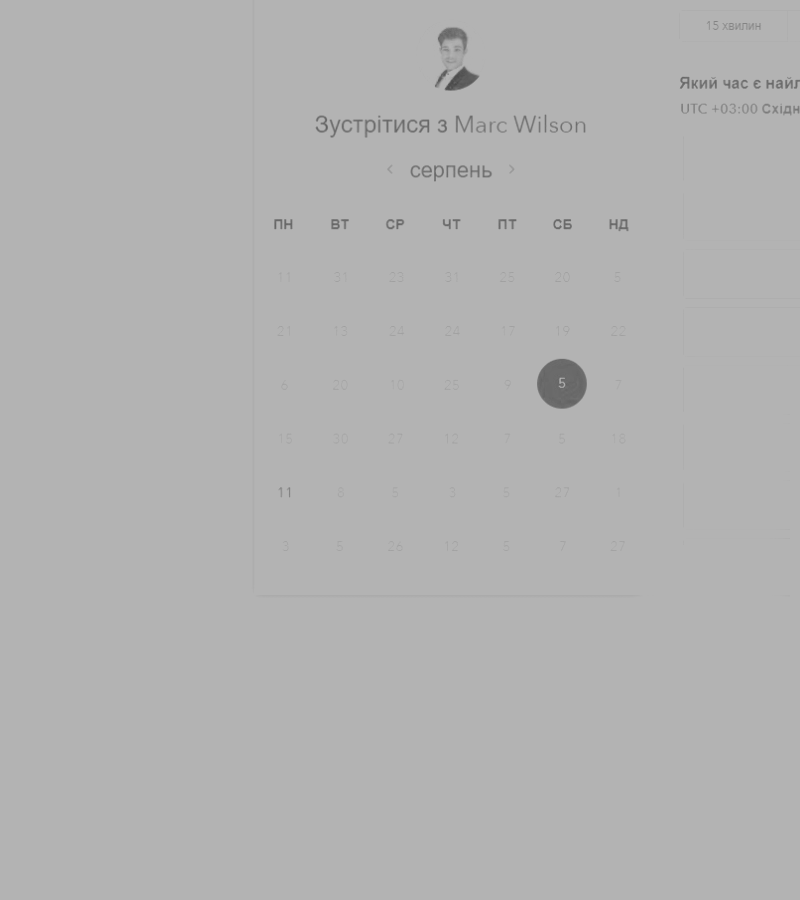 15 хвилин
Який час є найл
UTC +03:00 Східн
Зустрітися з Marc Wilson
‹ серпень ›
ПН ВТ СР ЧТ ПТ СБ НД
11 31 23 31 25 20 5
21 13 24 24 17 19 22
6 20 10 25 9 5 7
15 30 27 12 7 5 16
11 8 5 3 5 27 1
3 5 26 12 5 7 27